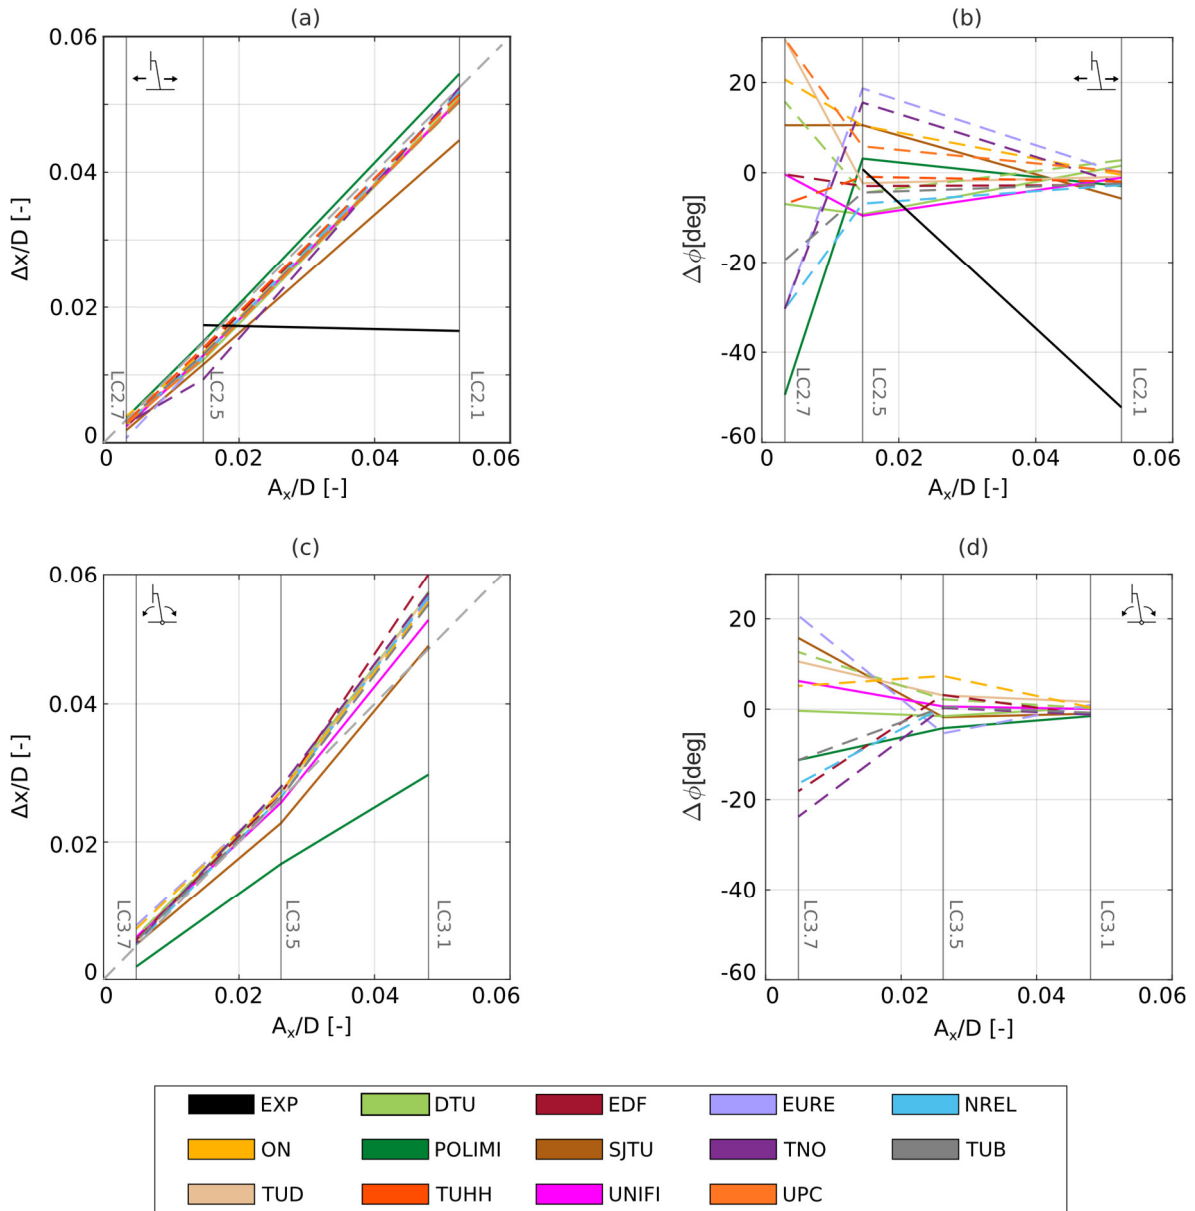 (a)
(b)
0.06
0.04
0.02
0
Δx/D [-]
LC2.7
LC2.5
LC2.1
0 0.02 0.04 0.06
A_x/D [-]
20
0
-20
-40
-60
Δϕ[deg]
LC2.7
LC2.5
LC2.1
0 0.02 0.04 0.06
A_x/D [-]
(c)
(d)
0.06
0.04
0.02
0
Δx/D [-]
LC3.7
LC3.5
LC3.1
0 0.02 0.04 0.06
A_x/D [-]
20
0
-20
-40
-60
Δϕ[deg]
LC3.7
LC3.5
LC3.1
0 0.02 0.04 0.06
A_x/D [-]
EXP DTU EDF EURE NREL
ON POLIMI SJTU TNO TUB
TUD TUHH UNIFI UPC